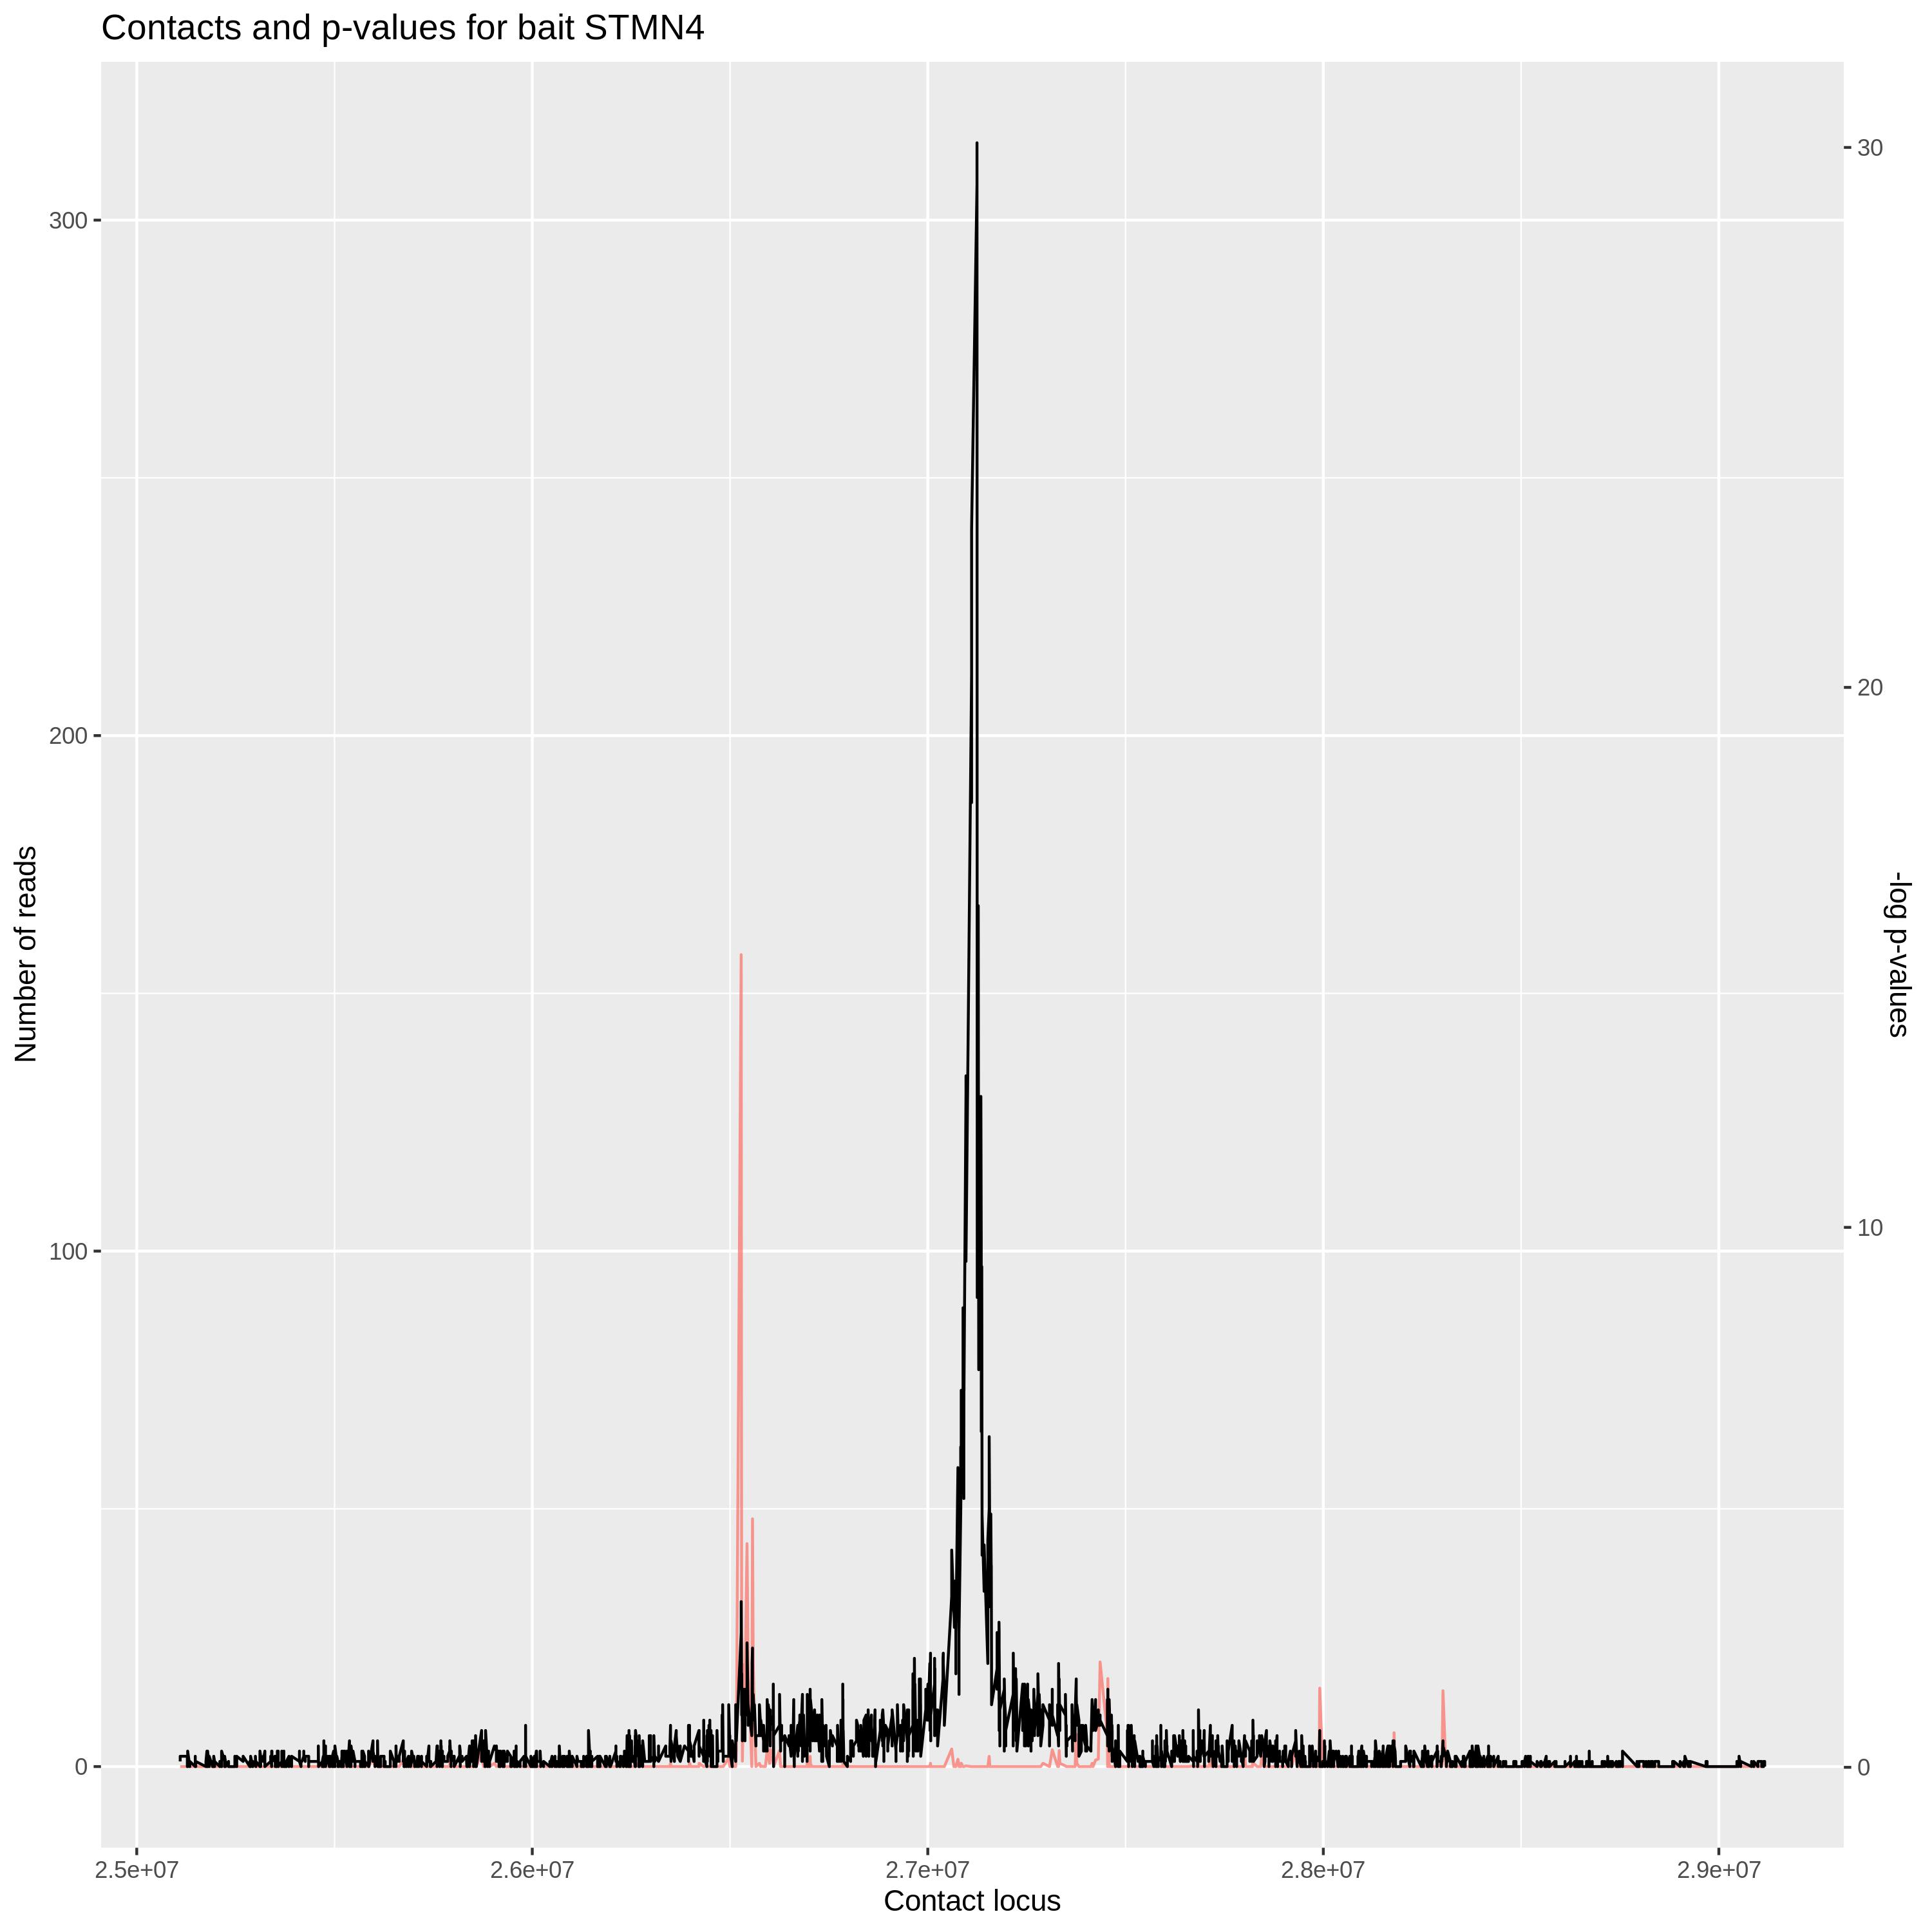 Contacts and p-values for bait STMN4
300
200
100
0
Number of reads
30
20
10
0
-log p-values
2.5e+07
2.6e+07
2.7e+07
2.8e+07
2.9e+07
Contact locus